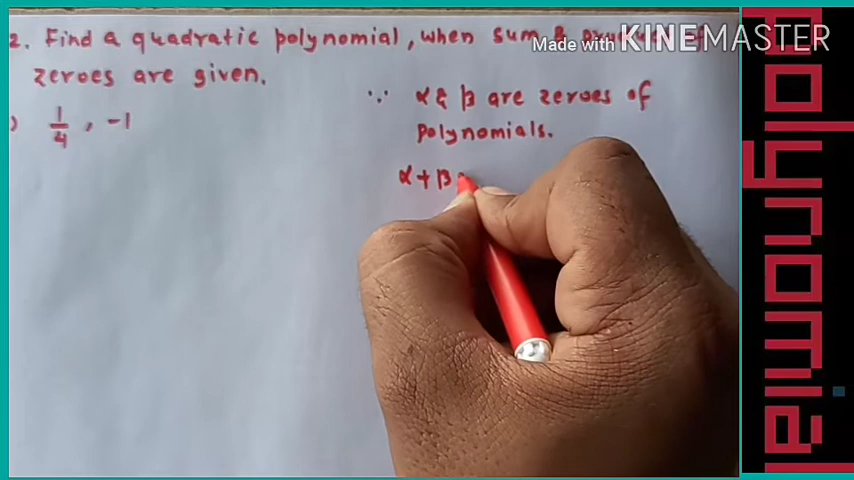 2. Find a quadratic polynomial, when sum &
zeroes are given.
) 1/4 , -1
∵ α & β are zeroes of
polynomials.
α + β
Made with KINEMASTER
Polynomia